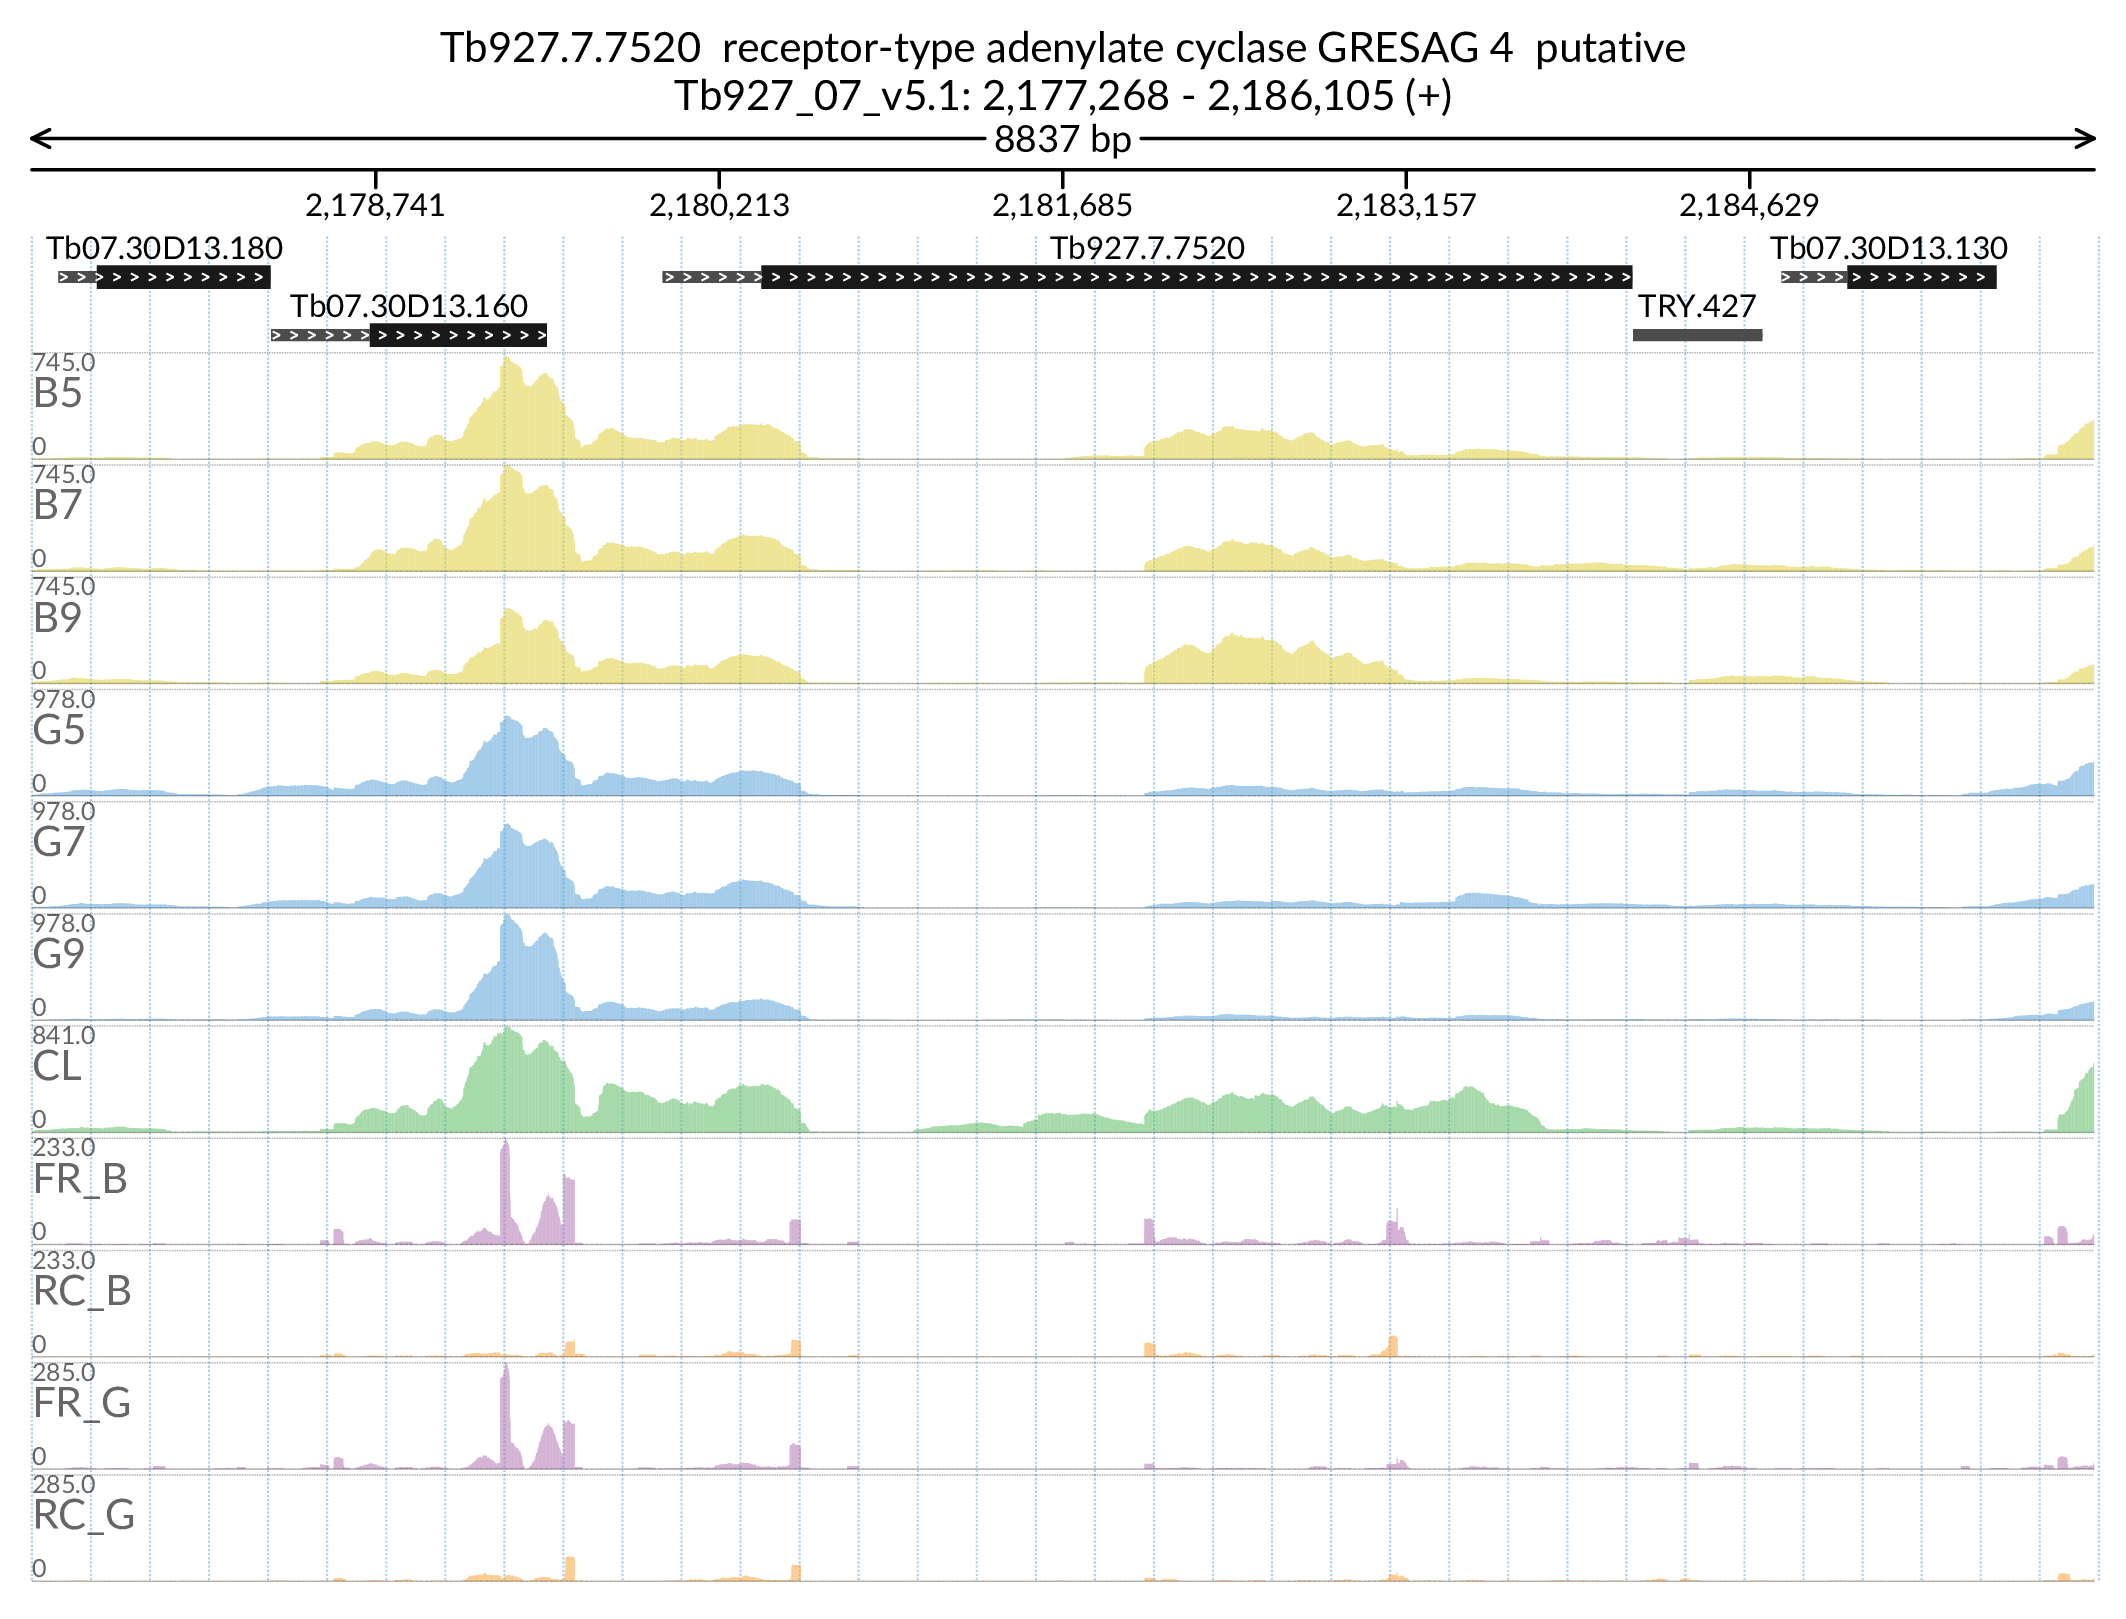 Tb927.7.7520  receptor-type adenylate cyclase GRESAG 4  putative
Tb927_07_v5.1: 2,177,268 - 2,186,105 (+)
8837 bp
2,178,741 2,180,213 2,181,685 2,183,157 2,184,629
Tb07.30D13.180 Tb927.7.7520 Tb07.30D13.130
Tb07.30D13.160 TRY.427
745.0
B5
0
745.0
B7
0
745.0
B9
0
978.0
G5
0
978.0
G7
0
978.0
G9
0
841.0
CL
0
233.0
FR_B
0
233.0
RC_B
0
285.0
FR_G
0
285.0
RC_G
0